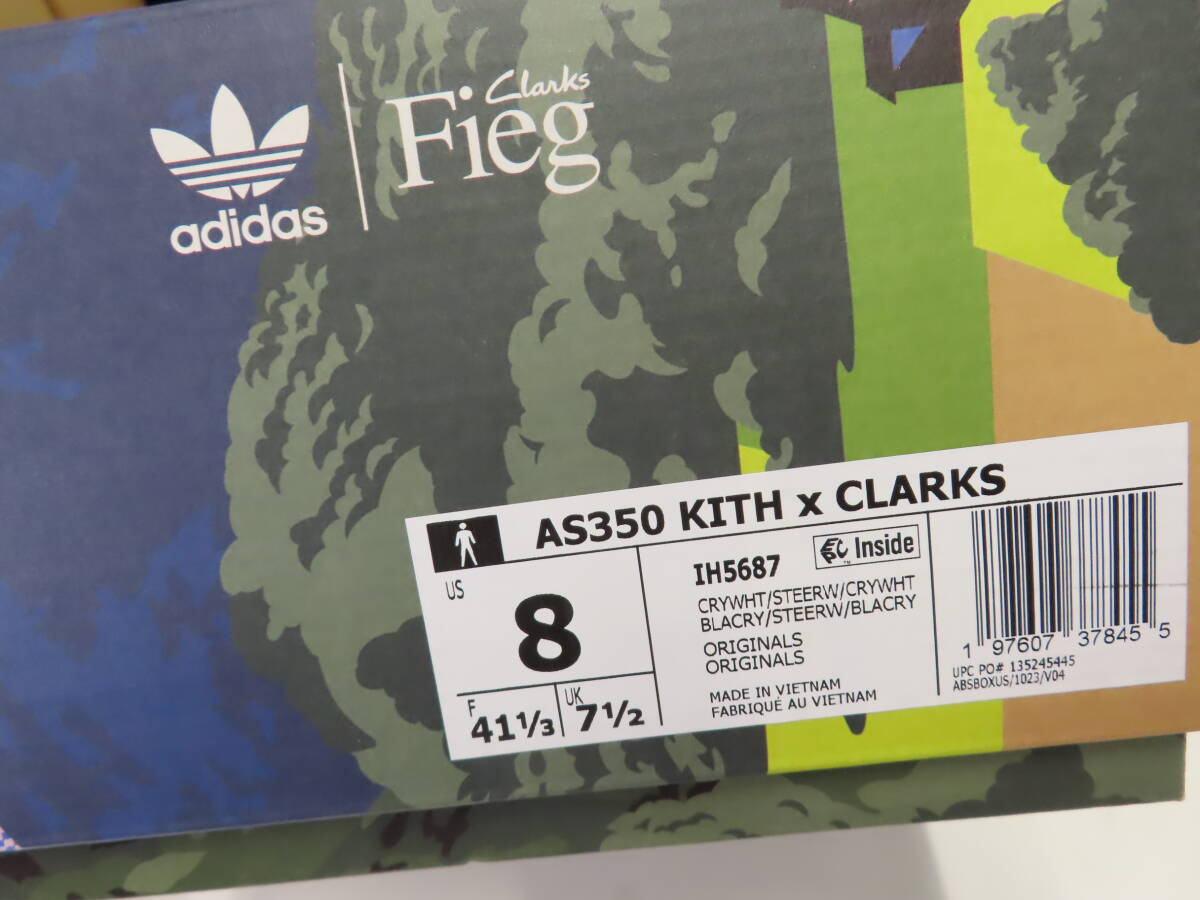 adidas
Clarks
Fieg
AS350 KITH x CLARKS
US
8
F
41⅓
UK
7½
IH5687
EPC Inside
™
CRYWHT/STEERW/CRYWHT
BLACRY/STEERW/BLACRY
ORIGINALS
ORIGINALS
MADE IN VIETNAM
FABRIQUÉ AU VIETNAM
1 97607 37845 5
UPC PO# 135245445
ABSBOXUS/1023/V04